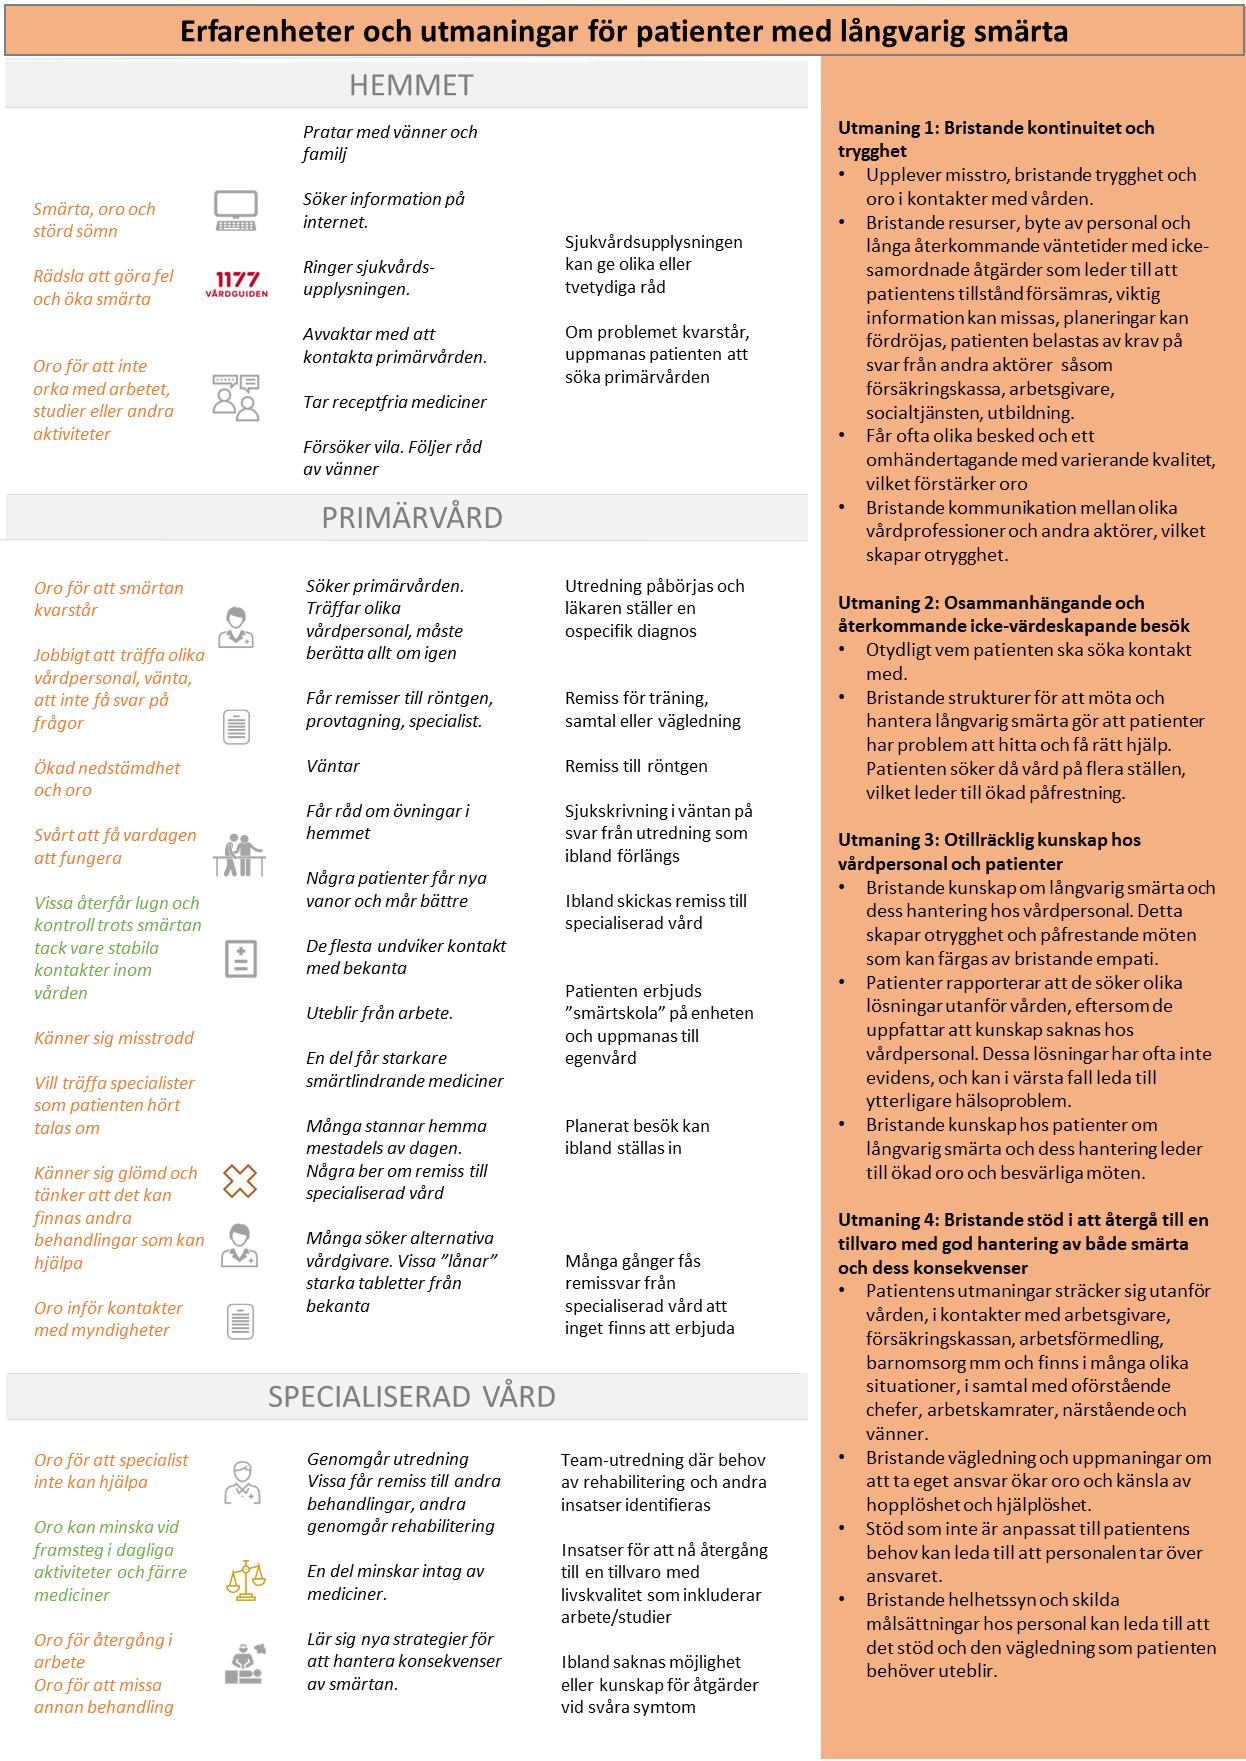 Erfarenheter och utmaningar för patienter med långvarig smärta
HEMMET
Smärta, oro och
störd sömn
Rädsla att göra fel
och öka smärta
Oro för att inte
orka med arbetet,
studier eller andra
aktiviteter
1177
VÅRDGUIDEN
Pratar med vänner och
familj
Söker information på
internet.
Ringer sjukvårds-
upplysningen.
Avvaktar med att
kontakta primärvården.
Tar receptfria mediciner
Försöker vila. Följer råd
av vänner
Sjukvårdsupplysningen
kan ge olika eller
tvetydiga råd
Om problemet kvarstår,
uppmanas patienten att
söka primärvården
PRIMÄRVÅRD
Oro för att smärtan
kvarstår
Jobbigt att träffa olika
vårdpersonal, vänta,
att inte få svar på
frågor
Ökad nedstämdhet
och oro
Svårt att få vardagen
att fungera
Vissa återfår lugn och
kontroll trots smärtan
tack vare stabila
kontakter inom
vården
Känner sig misstrodd
Vill träffa specialister
som patienten hört
talas om
Känner sig glömd och
tänker att det kan
finnas andra
behandlingar som kan
hjälpa
Oro inför kontakter
med myndigheter
Söker primärvården.
Träffar olika
vårdpersonal, måste
berätta allt om igen
Får remisser till röntgen,
provtagning, specialist.
Väntar
Får råd om övningar i
hemmet
Några patienter får nya
vanor och mår bättre
De flesta undviker kontakt
med bekanta
Uteblir från arbete.
En del får starkare
smärtlindrande mediciner
Många stannar hemma
mestadels av dagen.
Några ber om remiss till
specialiserad vård
Många söker alternativa
vårdgivare. Vissa ”lånar”
starka tabletter från
bekanta
Utredning påbörjas och
läkaren ställer en
ospecifik diagnos
Remiss för träning,
samtal eller vägledning
Remiss till röntgen
Sjukskrivning i väntan på
svar från utredning som
ibland förlängs
Ibland skickas remiss till
specialiserad vård
Patienten erbjuds
”smärtskola” på enheten
och uppmanas till
egenvård
Planerat besök kan
ibland ställas in
Många gånger fås
remissvar från
specialiserad vård att
inget finns att erbjuda
SPECIALISERAD VÅRD
Oro för att specialist
inte kan hjälpa
Oro kan minska vid
framsteg i dagliga
aktiviteter och färre
mediciner
Oro för återgång i
arbete
Oro för att missa
annan behandling
Genomgår utredning
Vissa får remiss till andra
behandlingar, andra
genomgår rehabilitering
En del minskar intag av
mediciner.
Lär sig nya strategier för
att hantera konsekvenser
av smärtan.
Team-utredning där behov
av rehabilitering och andra
insatser identifieras
Insatser för att nå återgång
till en tillvaro med
livskvalitet som inkluderar
arbete/studier
Ibland saknas möjlighet
eller kunskap för åtgärder
vid svåra symtom
Utmaning 1: Bristande kontinuitet och
trygghet
• Upplever misstro, bristande trygghet och
oro i kontakter med vården.
• Bristande resurser, byte av personal och
långa återkommande väntetider med icke-
samordnade åtgärder som leder till att
patientens tillstånd försämras, viktig
information kan missas, planeringar kan
fördröjas, patienten belastas av krav på
svar från andra aktörer såsom
försäkringskassa, arbetsgivare,
socialtjänsten, utbildning.
• Får ofta olika besked och ett
omhändertagande med varierande kvalitet,
vilket förstärker oro
• Bristande kommunikation mellan olika
vårdprofessioner och andra aktörer, vilket
skapar otrygghet.
Utmaning 2: Osammanhängande och
återkommande icke-värdeskapande besök
• Otydligt vem patienten ska söka kontakt
med.
• Bristande strukturer för att möta och
hantera långvarig smärta gör att patienter
har problem att hitta och få rätt hjälp.
Patienten söker då vård på flera ställen,
vilket leder till ökad påfrestning.
Utmaning 3: Otillräcklig kunskap hos
vårdpersonal och patienter
• Bristande kunskap om långvarig smärta och
dess hantering hos vårdpersonal. Detta
skapar otrygghet och påfrestande möten
som kan färgas av bristande empati.
• Patienter rapporterar att de söker olika
lösningar utanför vården, eftersom de
uppfattar att kunskap saknas hos
vårdpersonal. Dessa lösningar har ofta inte
evidens, och kan i värsta fall leda till
ytterligare hälsoproblem.
• Bristande kunskap hos patienter om
långvarig smärta och dess hantering leder
till ökad oro och besvärliga möten.
Utmaning 4: Bristande stöd i att återgå till en
tillvaro med god hantering av både smärta
och dess konsekvenser
• Patientens utmaningar sträcker sig utanför
vården, i kontakter med arbetsgivare,
försäkringskassan, arbetsförmedling,
barnomsorg mm och finns i många olika
situationer, i samtal med oförstående
chefer, arbetskamrater, närstående och
vänner.
• Bristande vägledning och uppmaningar om
att ta eget ansvar ökar oro och känsla av
hopplöshet och hjälplöshet.
• Stöd som inte är anpassat till patientens
behov kan leda till att personalen tar över
ansvaret.
• Bristande helhetssyn och skilda
målsättningar hos personal kan leda till att
det stöd och den vägledning som patienten
behöver uteblir.